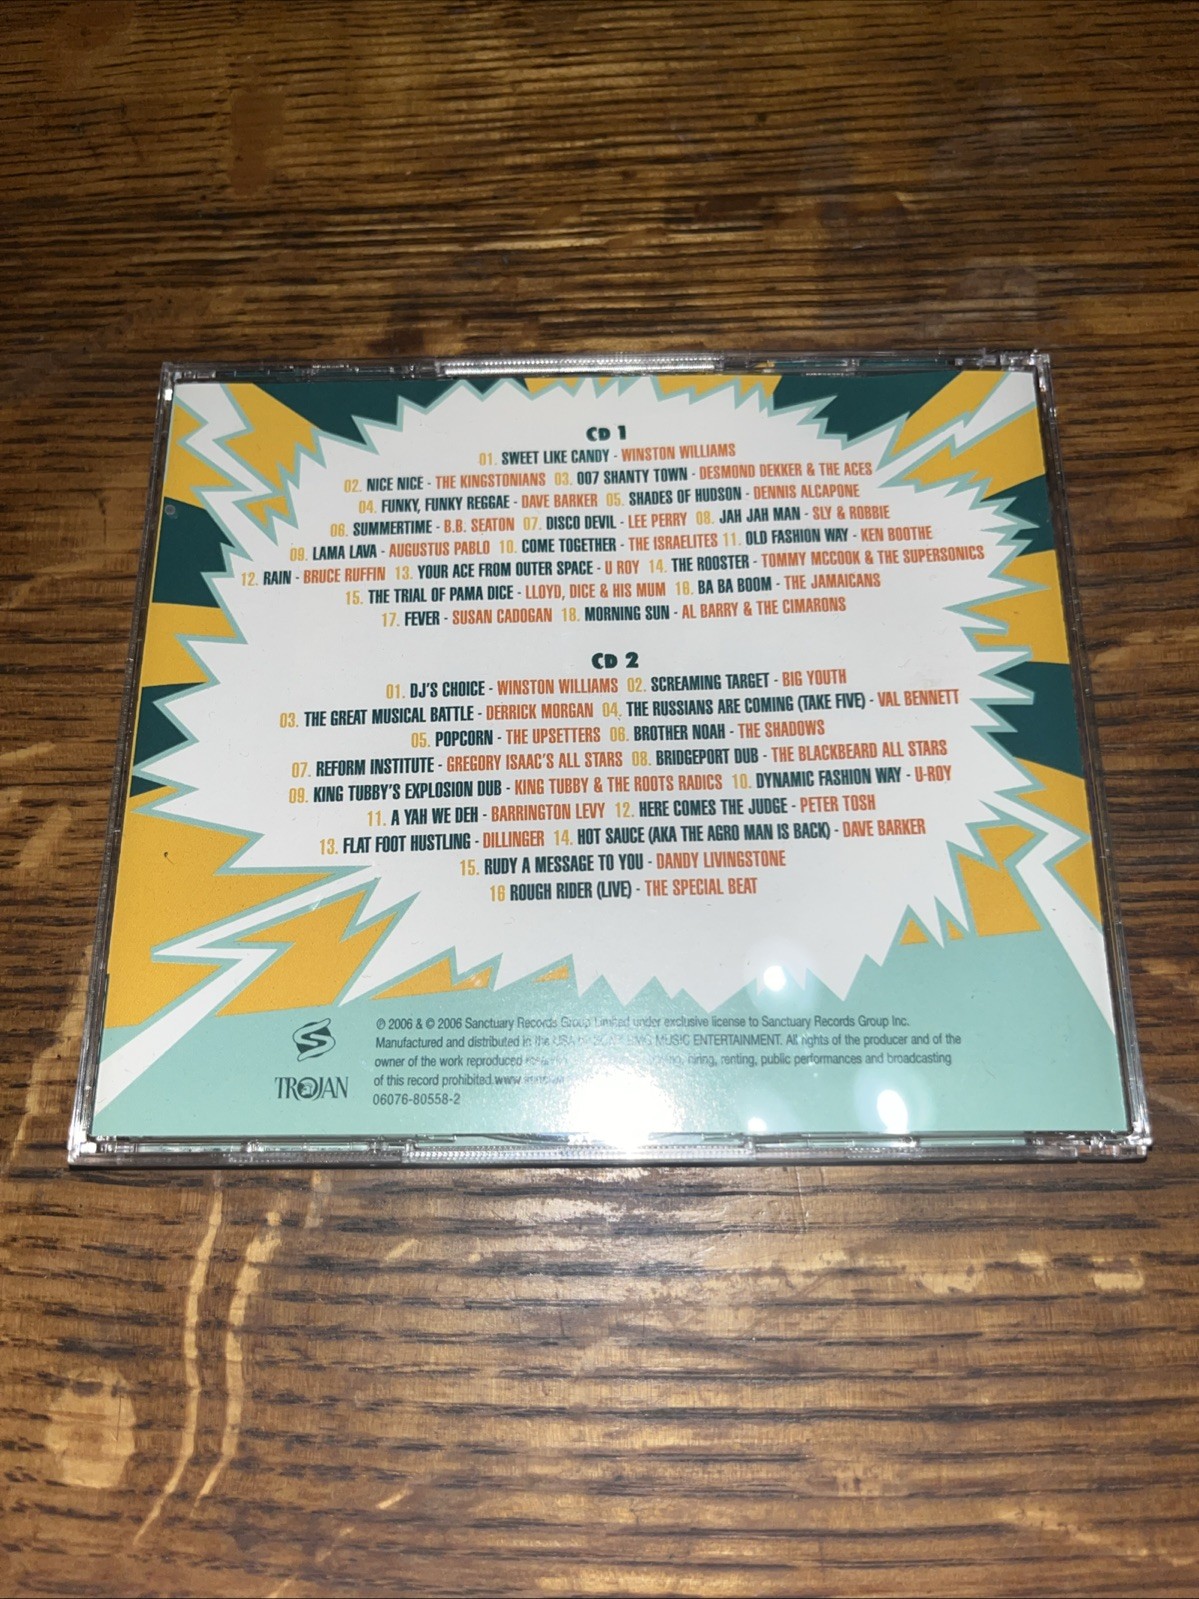 CD 1
01. SWEET LIKE CANDY - WINSTON WILLIAMS
02. NICE NICE - THE KINGSTONIANS 03. 007 SHANTY TOWN - DESMOND DEKKER & THE ACES
04. FUNKY, FUNKY REGGAE - DAVE BARKER 05. SHADES OF HUDSON - DENNIS ALCAPONE
06. SUMMERTIME - B.B. SEATON 07. DISCO DEVIL - LEE PERRY 08. JAH JAH MAN - SLY & ROBBIE
09. LAMA LAVA - AUGUSTUS PABLO 10. COME TOGETHER - THE ISRAELITES 11. OLD FASHION WAY - KEN BOOTHE
12. RAIN - BRUCE RUFFIN 13. YOUR ACE FROM OUTER SPACE - U ROY 14. THE ROOSTER - TOMMY MCCOOK & THE SUPERSONICS
15. THE TRIAL OF PAMA DICE - LLOYD, DICE & HIS MUM 16. BA BA BOOM - THE JAMAICANS
17. FEVER - SUSAN CADOGAN 18. MORNING SUN - AL BARRY & THE CIMARONS
CD 2
01. DJ'S CHOICE - WINSTON WILLIAMS 02. SCREAMING TARGET - BIG YOUTH
03. THE GREAT MUSICAL BATTLE - DERRICK MORGAN 04. THE RUSSIANS ARE COMING (TAKE FIVE) - VAL BENNETT
05. POPCORN - THE UPSETTERS 06. BROTHER NOAH - THE SHADOWS
07. REFORM INSTITUTE - GREGORY ISAAC'S ALL STARS 08. BRIDGEPORT DUB - THE BLACKBEARD ALL STARS
09. KING TUBBY'S EXPLOSION DUB - KING TUBBY & THE ROOTS RADICS 10. DYNAMIC FASHION WAY - U-ROY
11. A YAH WE DEH - BARRINGTON LEVY 12. HERE COMES THE JUDGE - PETER TOSH
13. FLAT FOOT HUSTLING - DILLINGER 14. HOT SAUCE (AKA THE AGRO MAN IS BACK) - DAVE BARKER
15. RUDY A MESSAGE TO YOU - DANDY LIVINGSTONE
16 ROUGH RIDER (LIVE) - THE SPECIAL BEAT
℗ 2006 & © 2006 Sanctuary Records Group Limited under exclusive license to Sanctuary Records Group Inc.
Manufactured and distributed in the USA by SONY BMG MUSIC ENTERTAINMENT. All rights of the producer and of the
owner of the work reproduced hiring, renting, public performances and broadcasting
of this record prohibited. www
06076-80558-2
TROJAN